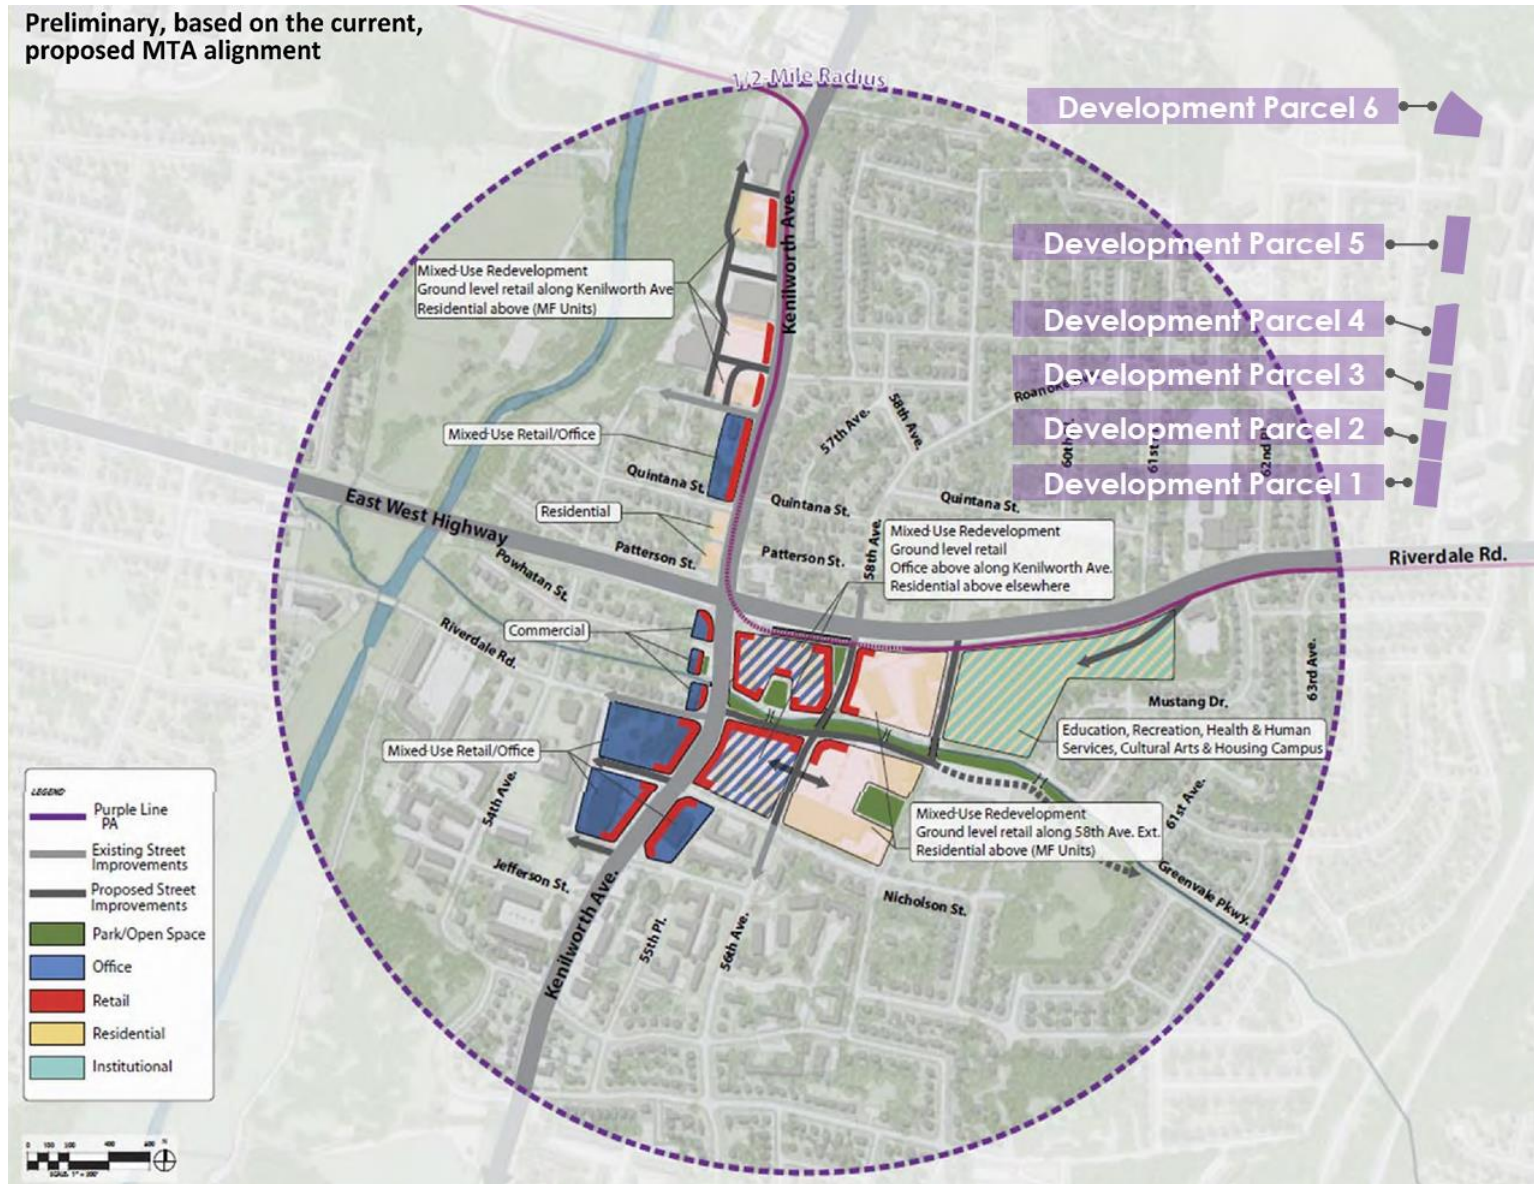 Preliminary, based on the current,
proposed MTA alignment
1/2-Mile Radius
Development Parcel 6
Development Parcel 5
Development Parcel 4
Development Parcel 3
Development Parcel 2
Development Parcel 1
Kenilworth Ave.
Mixed-Use Redevelopment
Ground level retail along Kenilworth Ave
Residential above (MF Units)
57th Ave.
58th Ave.
62nd Pl
Mixed-Use Retail/Office
Quintana St.
Quintana St.
Quintana St.
Residential
East West Highway
Patterson St.
Patterson St.
58th Ave.
Mixed-Use Redevelopment
Ground level retail
Office above along Kenilworth Ave.
Residential above elsewhere
Riverdale Rd.
Powhatan St.
Commercial
Riverdale Rd.
63rd Ave.
Mustang Dr.
Education, Recreation, Health & Human
Services, Cultural Arts & Housing Campus
Mixed-Use Retail/Office
54th Ave.
61st Ave.
Mixed-Use Redevelopment
Ground level retail along 58th Ave. Ext.
Residential above (MF Units)
Jefferson St.
Greenvale Pkwy.
Nicholson St.
Kenilworth Ave.
55th Pl.
56th Ave.
LEGEND
Purple Line
PA
Existing Street
Improvements
Proposed Street
Improvements
Park/Open Space
Office
Retail
Residential
Institutional
0 100 200 400 600 N